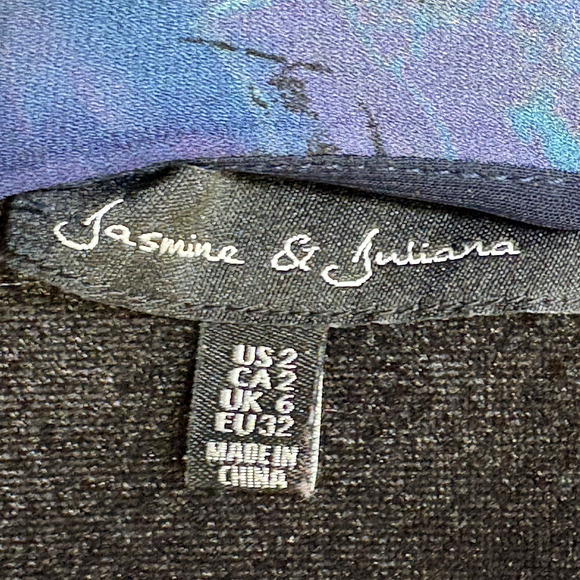 Jasmine & Juliana
US 2
CA 2
UK 6
EU 32
MADE IN
CHINA